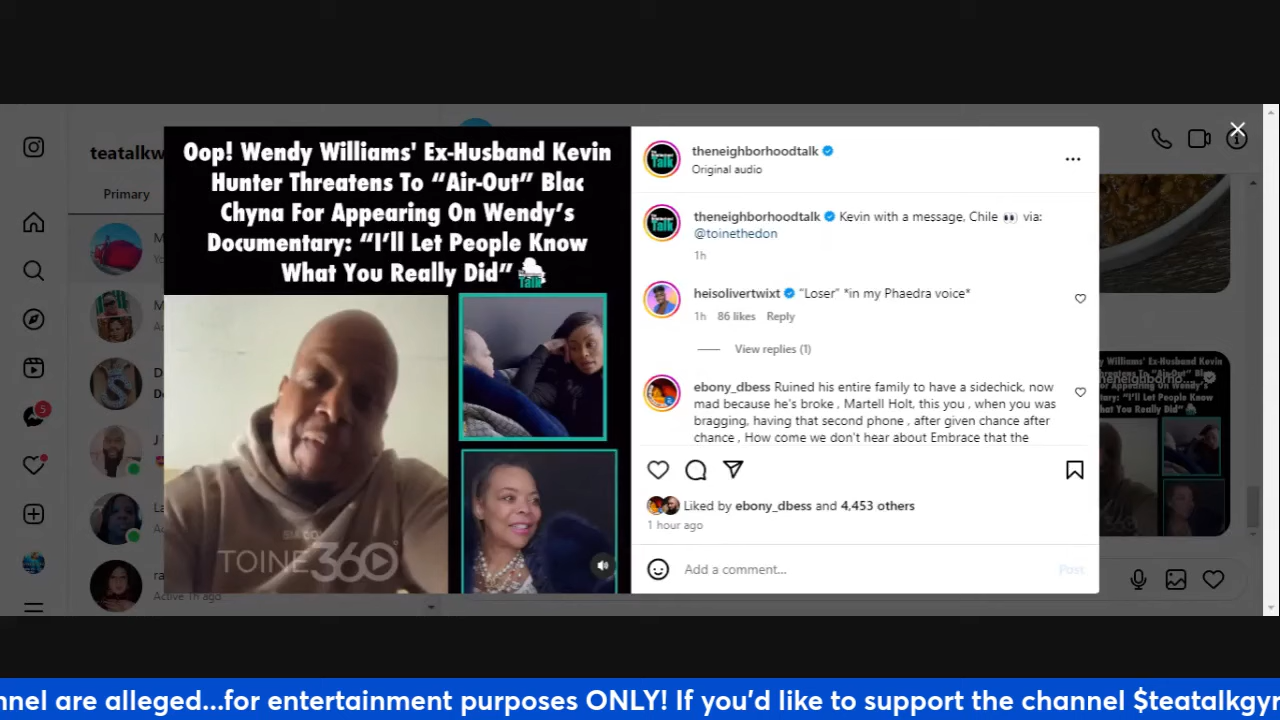 teatalkw
Primary
Oop! Wendy Williams' Ex-Husband Kevin
Hunter Threatens To “Air-Out” Blac
Chyna For Appearing On Wendy’s
Documentary: “I’ll Let People Know
What You Really Did”
Talk
TOINE360
theneighborhoodtalk
Original audio
theneighborhoodtalk Kevin with a message, Chile 👀 via:
@toinethedon
1h
heisolivertwixt "Loser" *in my Phaedra voice*
1h 86 likes Reply
View replies (1)
ebony_dbess Ruined his entire family to have a sidechick, now
mad because he's broke , Martell Holt, this you , when you was
bragging, having that second phone , after given chance after
chance , How come we don't hear about Embrace that the
Liked by ebony_dbess and 4,453 others
1 hour ago
Add a comment...
Post
5
Active 1h ago
nnel are alleged...for entertainment purposes ONLY! If you’d like to support the channel $teatalkgyr